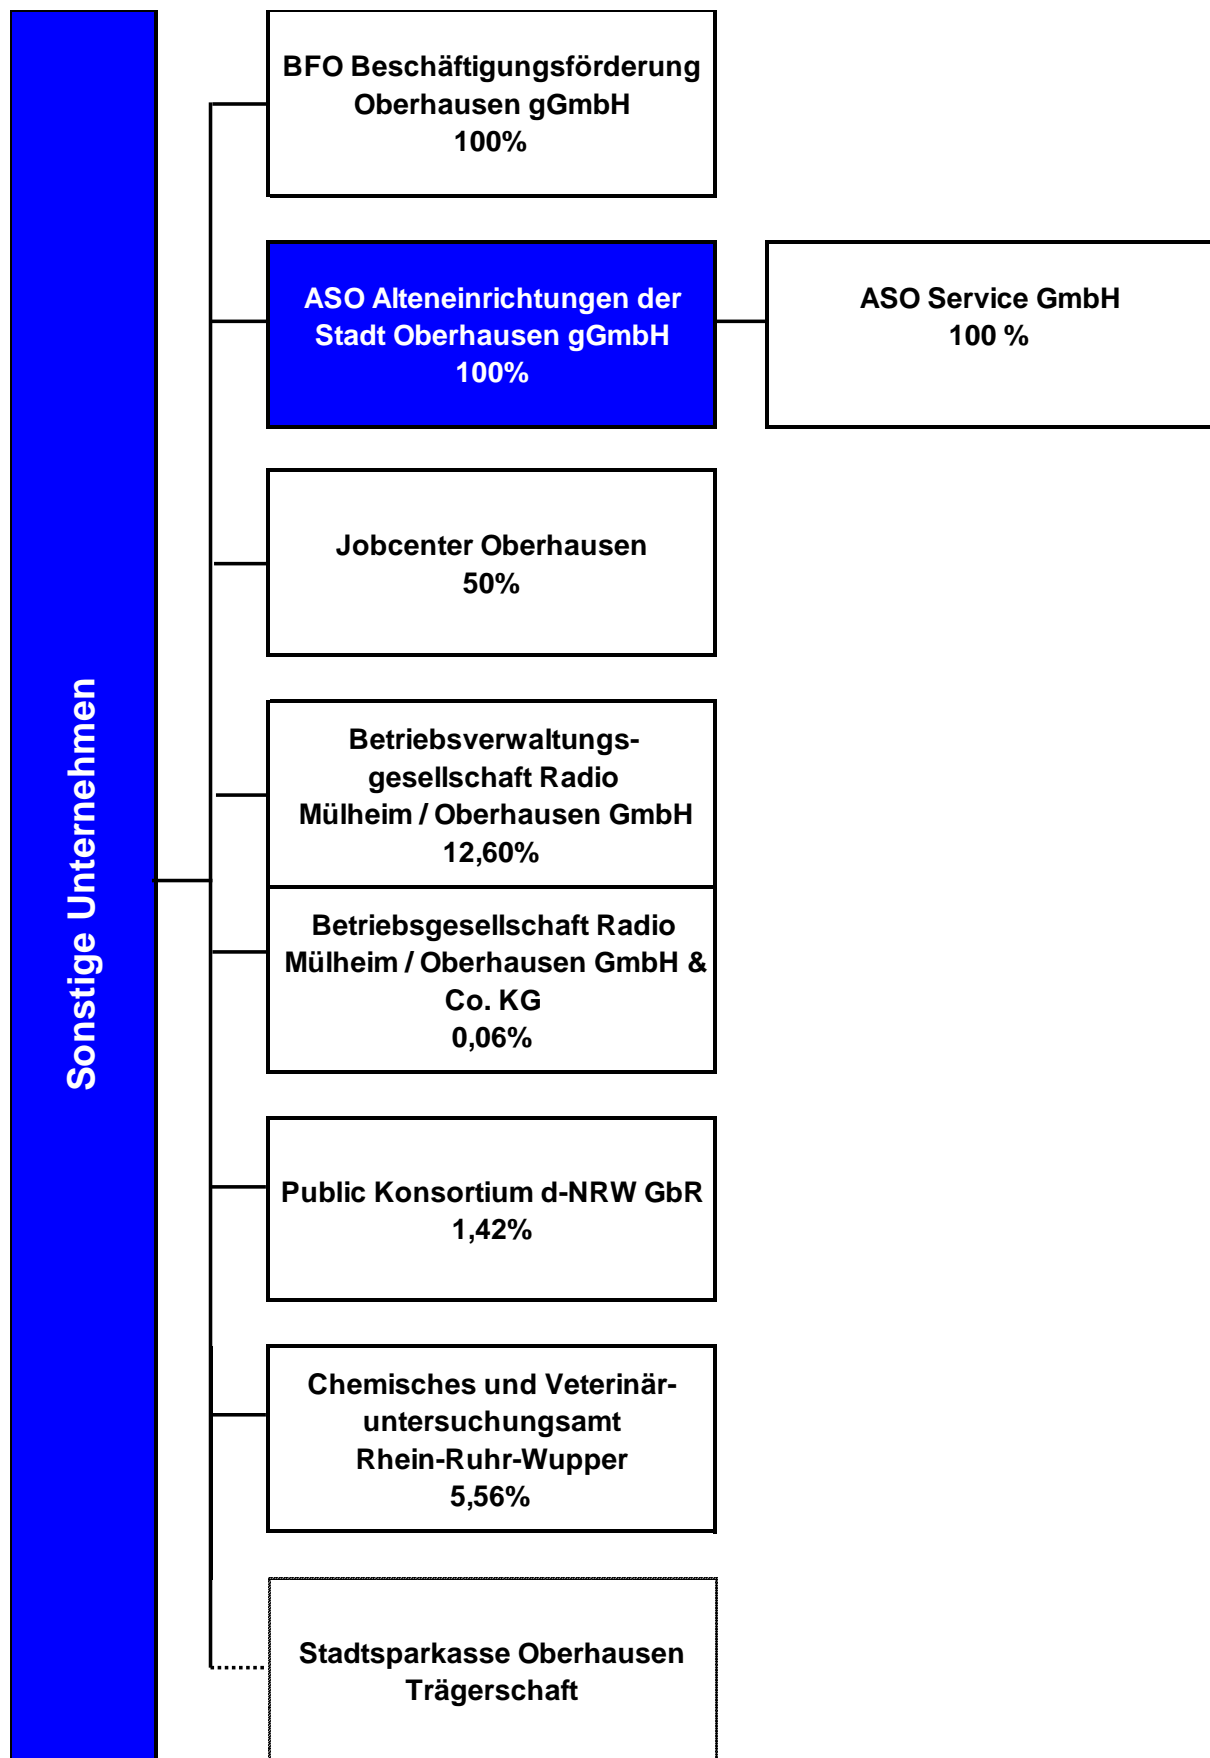 Sonstige Unternehmen
BFO Beschäftigungsförderung
Oberhausen gGmbH
100%
ASO Alteneinrichtungen der
Stadt Oberhausen gGmbH
100%
ASO Service GmbH
100 %
Jobcenter Oberhausen
50%
Betriebsverwaltungs-
gesellschaft Radio
Mülheim / Oberhausen GmbH
12,60%
Betriebsgesellschaft Radio
Mülheim / Oberhausen GmbH &
Co. KG
0,06%
Public Konsortium d-NRW GbR
1,42%
Chemisches und Veterinär-
untersuchungsamt
Rhein-Ruhr-Wupper
5,56%
Stadtsparkasse Oberhausen
Trägerschaft